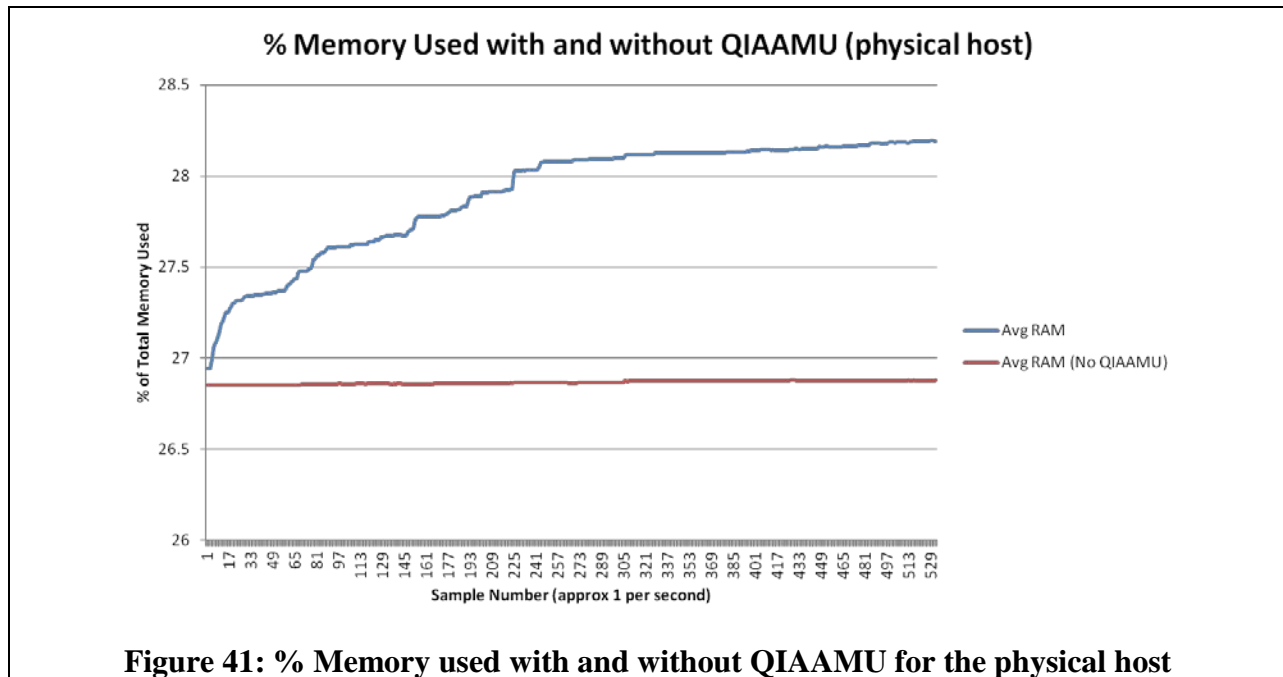 % Memory Used with and without QIAAMU (physical host)
% of Total Memory Used
28.5
28
27.5
27
26.5
26
1 17 33 49 65 81 97 113 129 145 161 177 193 209 225 241 257 273 289 305 321 337 353 369 385 401 417 433 449 465 481 497 513 529
Sample Number (approx 1 per second)
Avg RAM
Avg RAM (No QIAAMU)
Figure 41: % Memory used with and without QIAAMU for the physical host